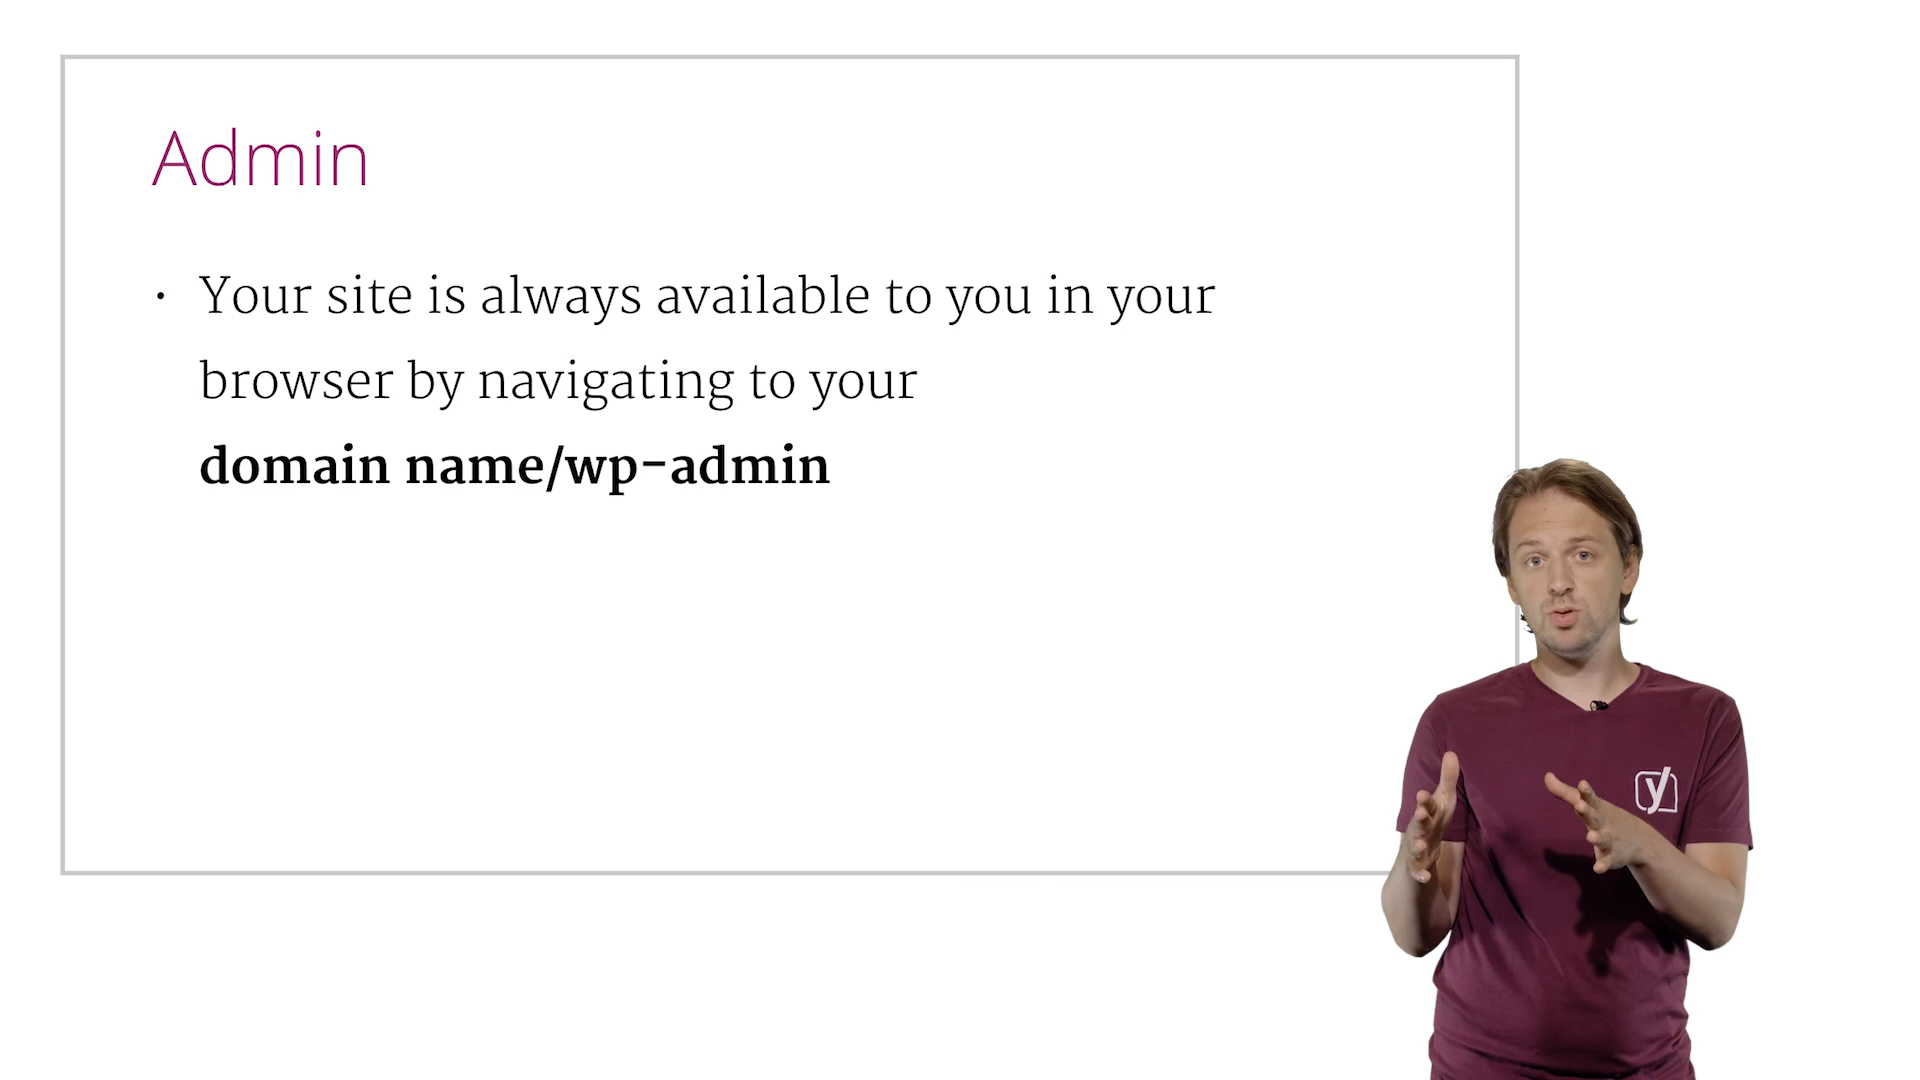 Admin
• Your site is always available to you in your
browser by navigating to your
domain name/wp-admin
y